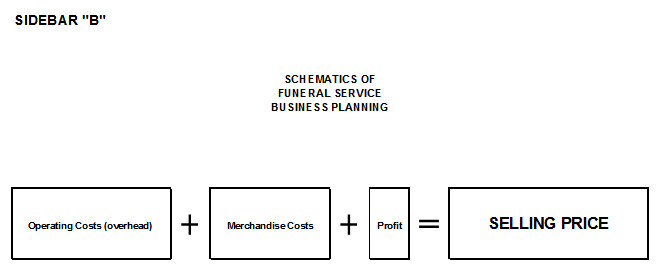 SIDEBAR "B"
SCHEMATICS OF
FUNERAL SERVICE
BUSINESS PLANNING
Operating Costs (overhead) + Merchandise Costs + Profit = SELLING PRICE